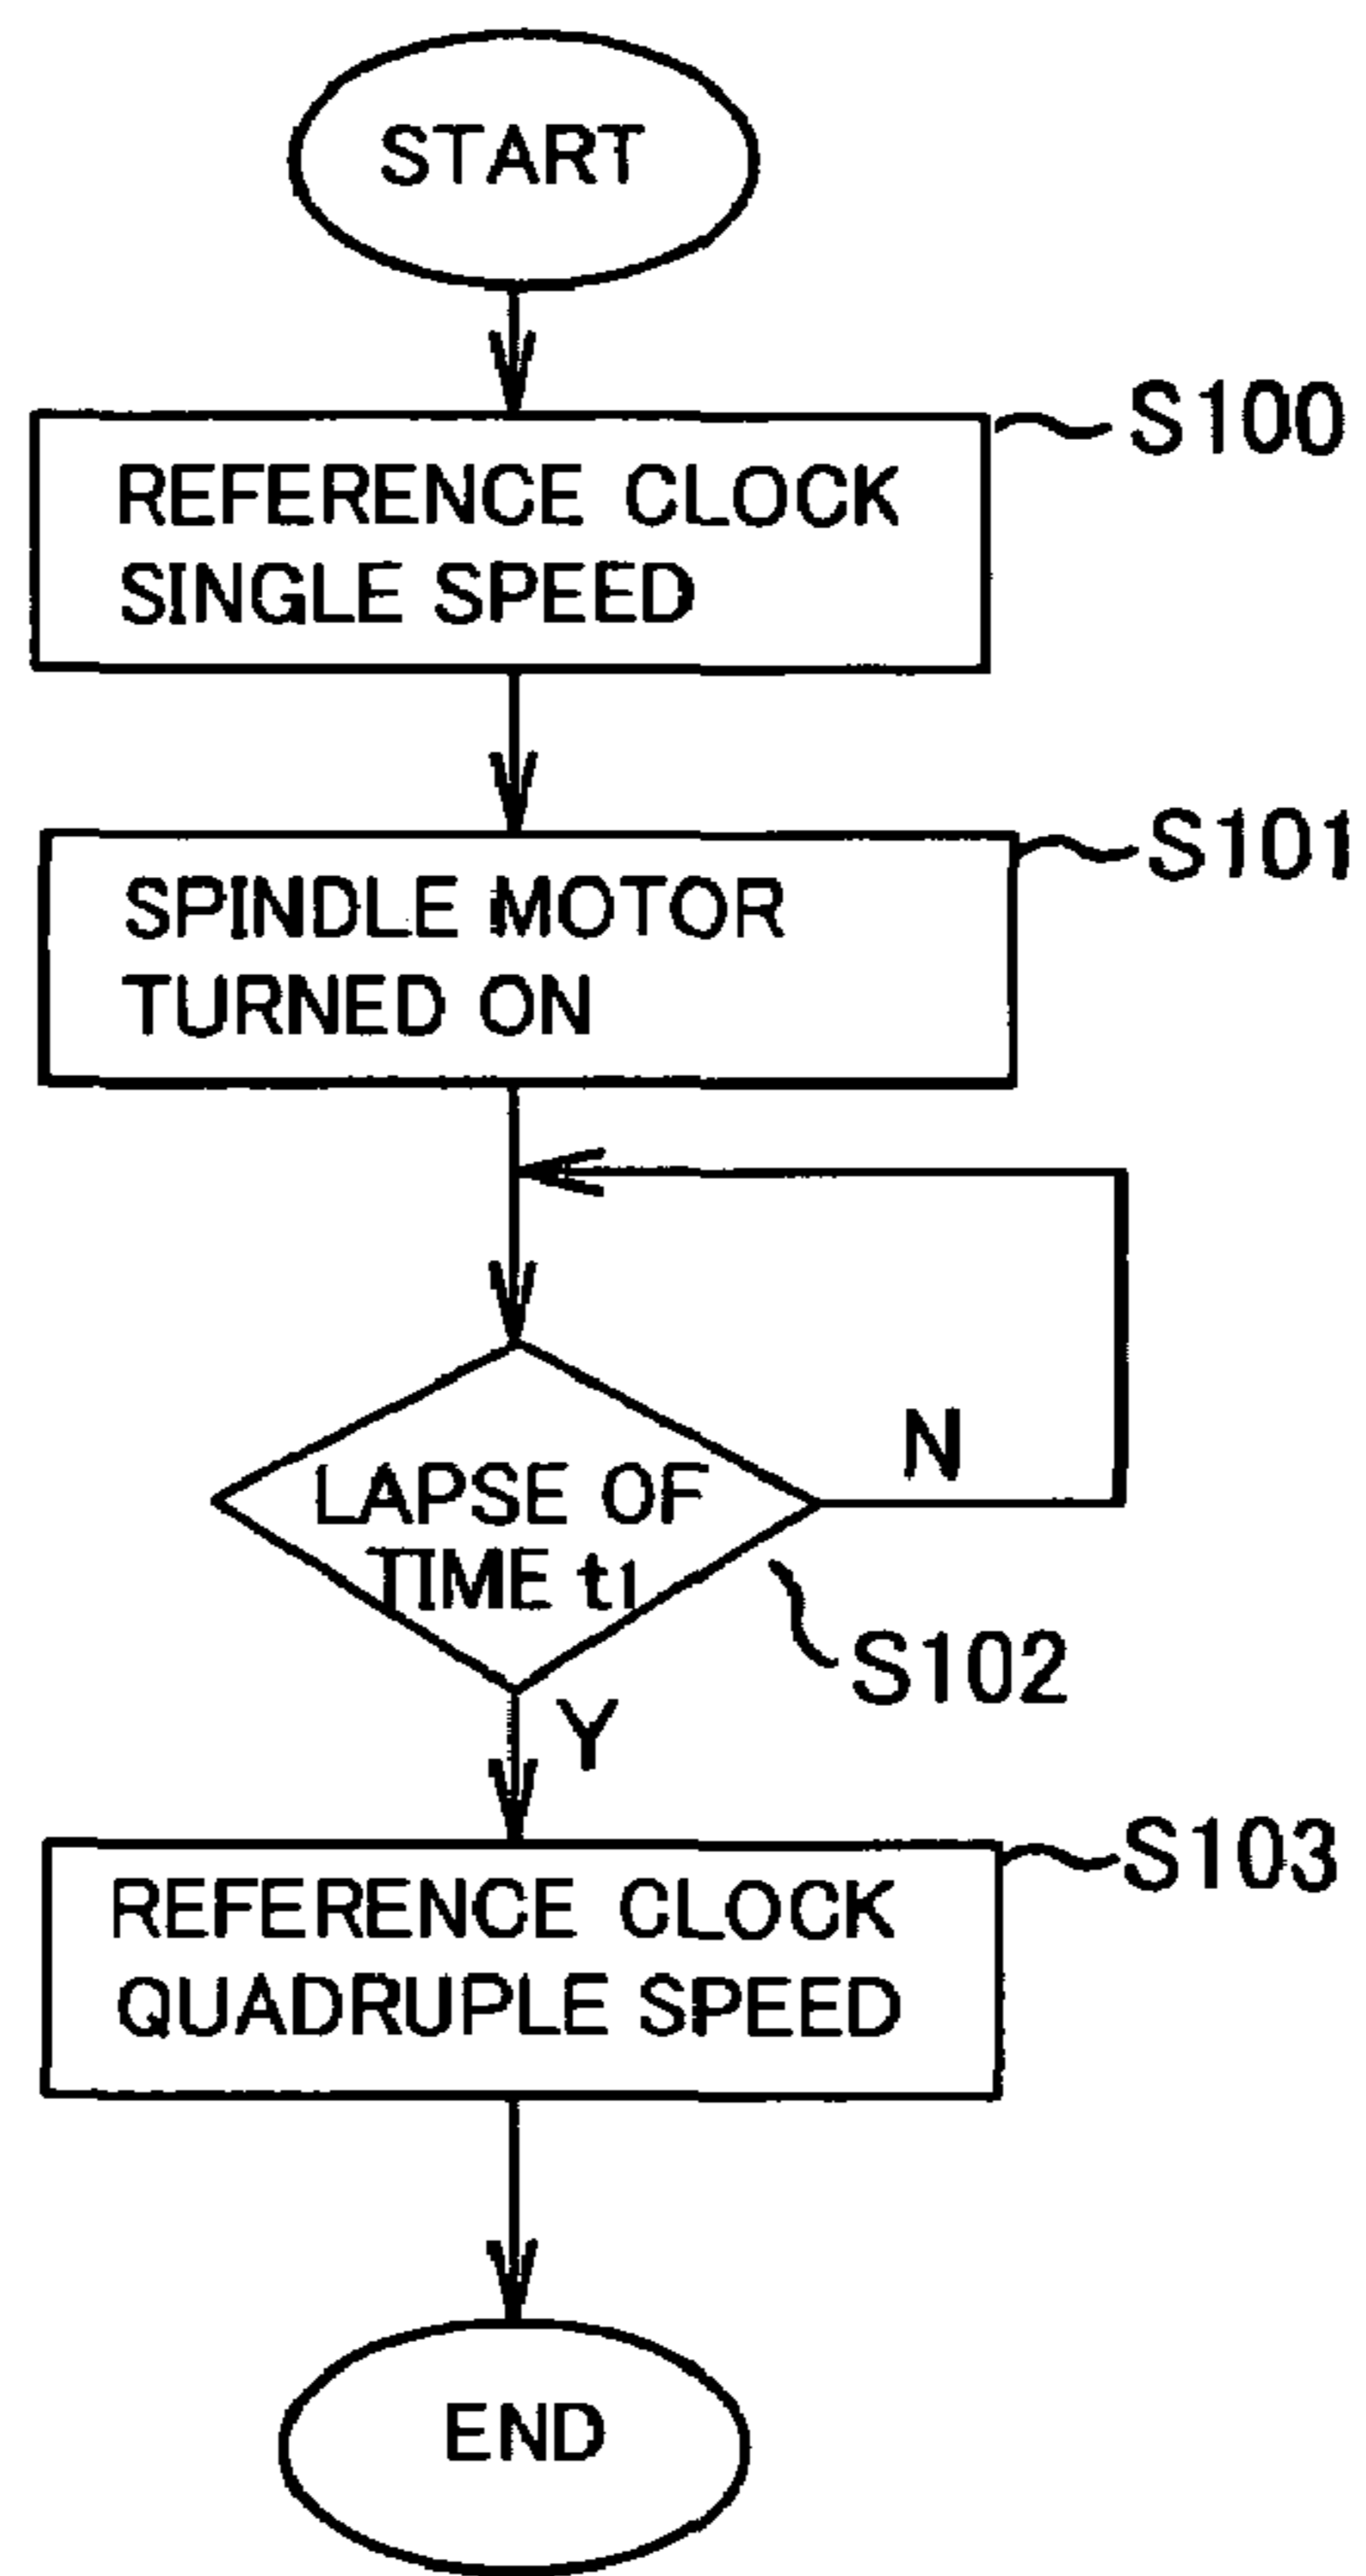 START
S100
REFERENCE CLOCK
SINGLE SPEED
S101
SPINDLE MOTOR
TURNED ON
N
LAPSE OF
TIME t1
S102
Y
S103
REFERENCE CLOCK
QUADRUPLE SPEED
END